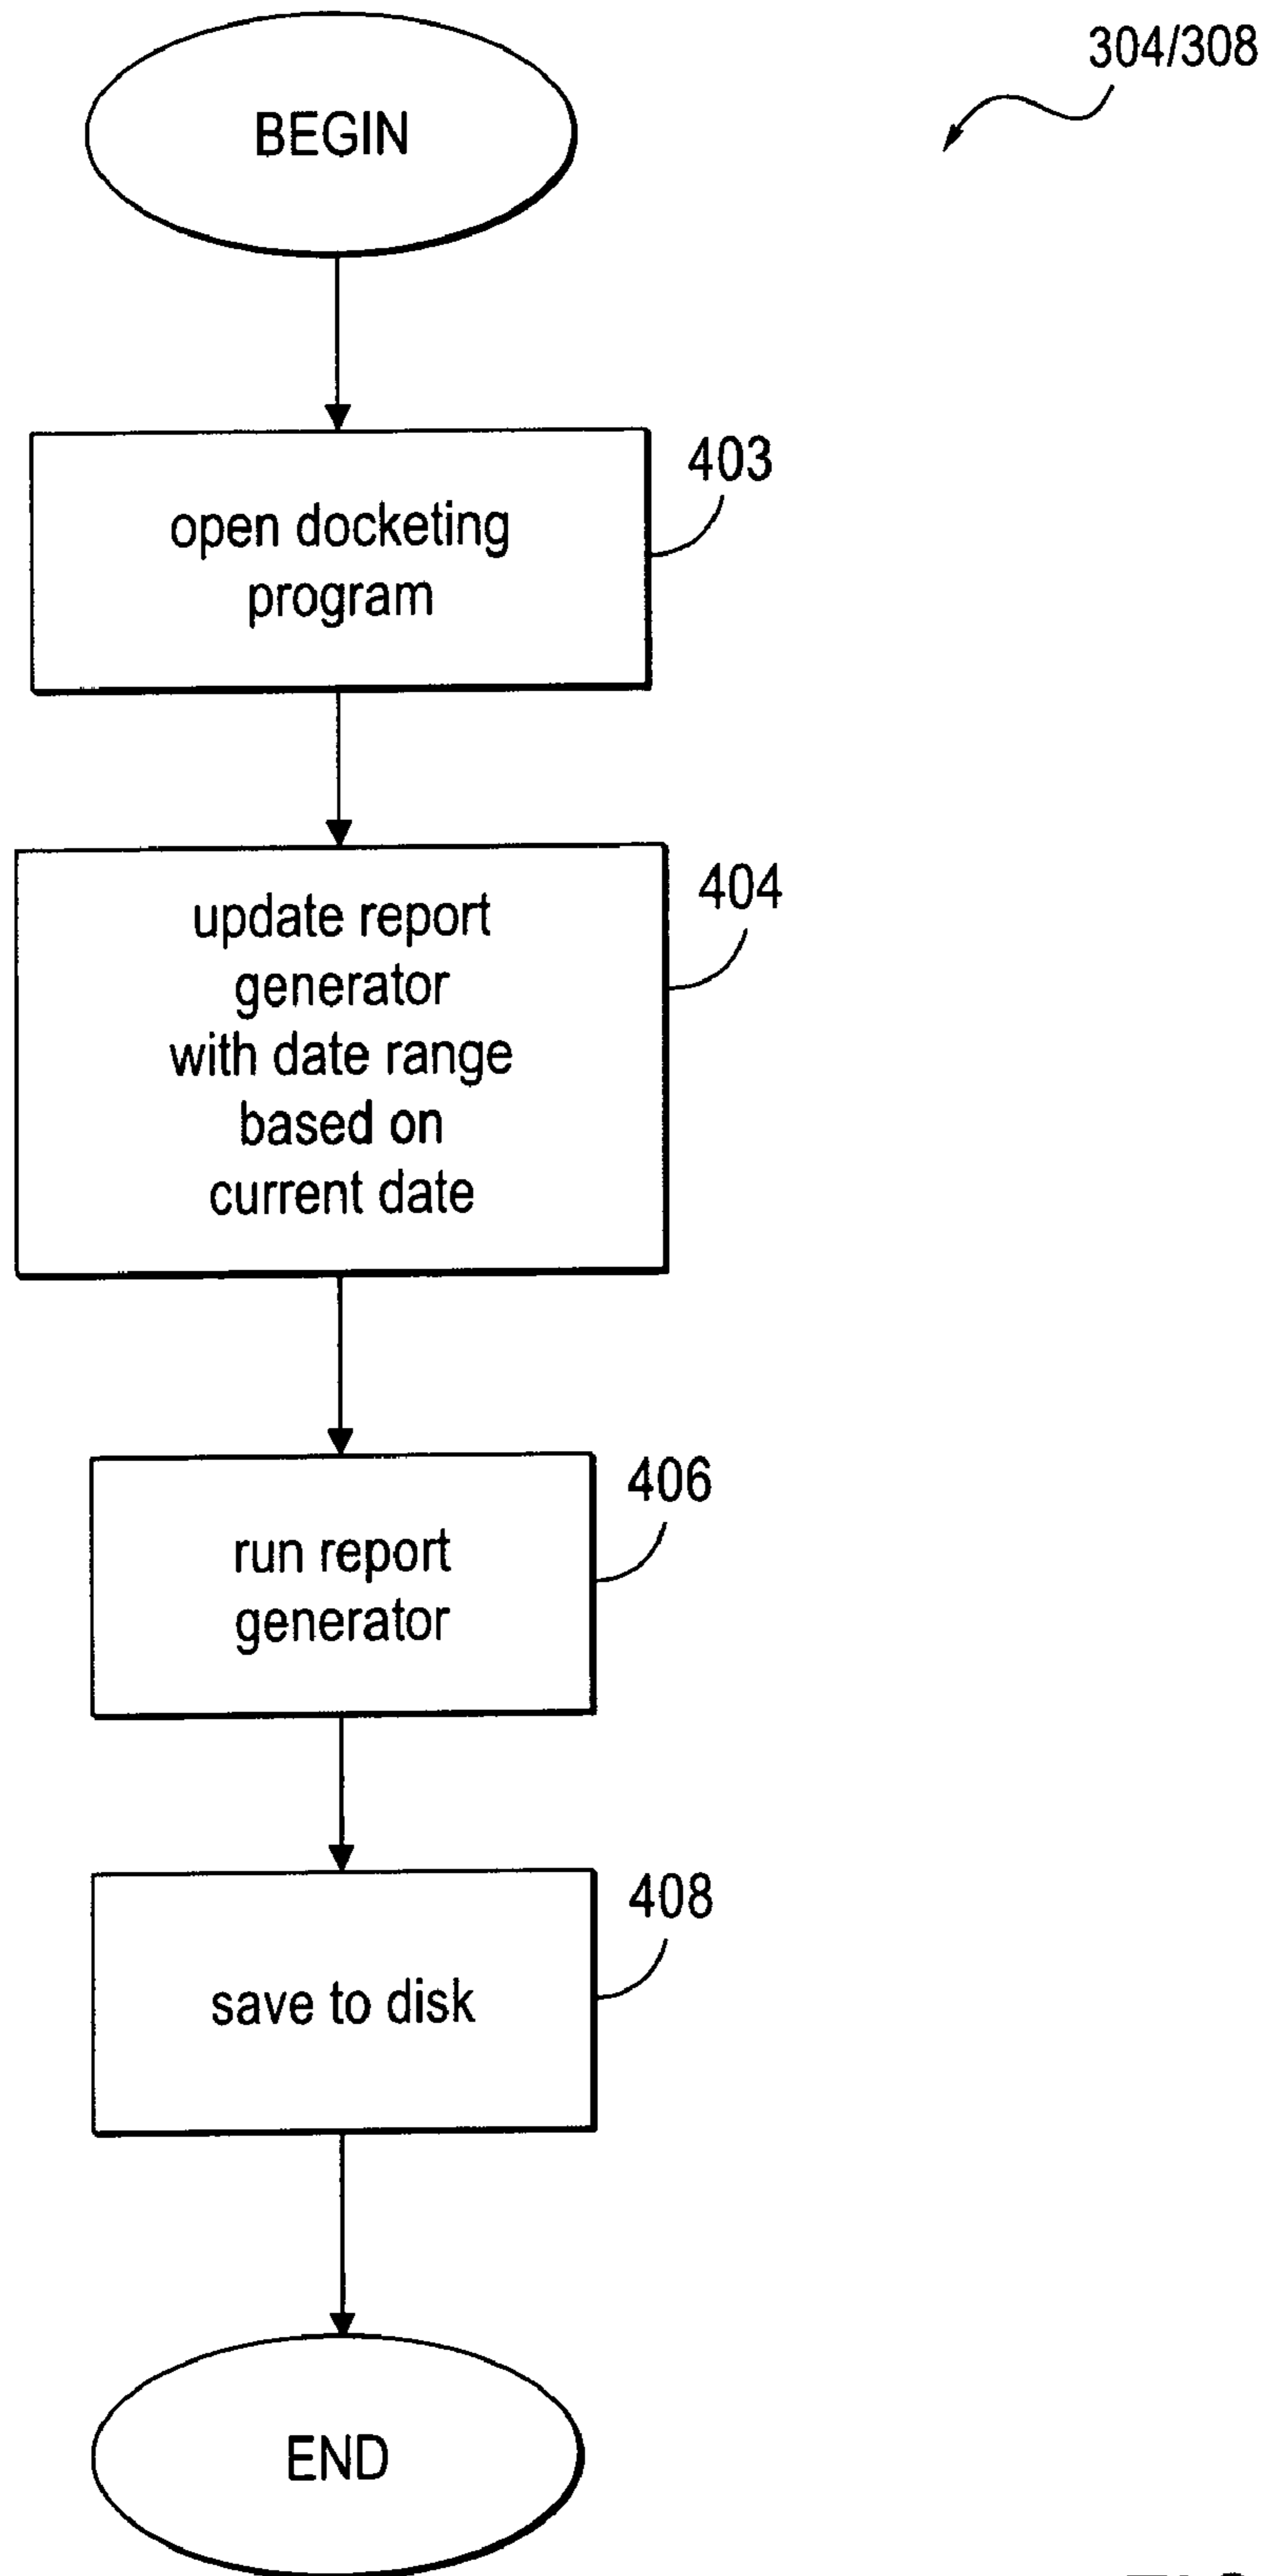 304/308
BEGIN
403
open docketing
program
404
update report
generator
with date range
based on
current date
406
run report
generator
408
save to disk
END